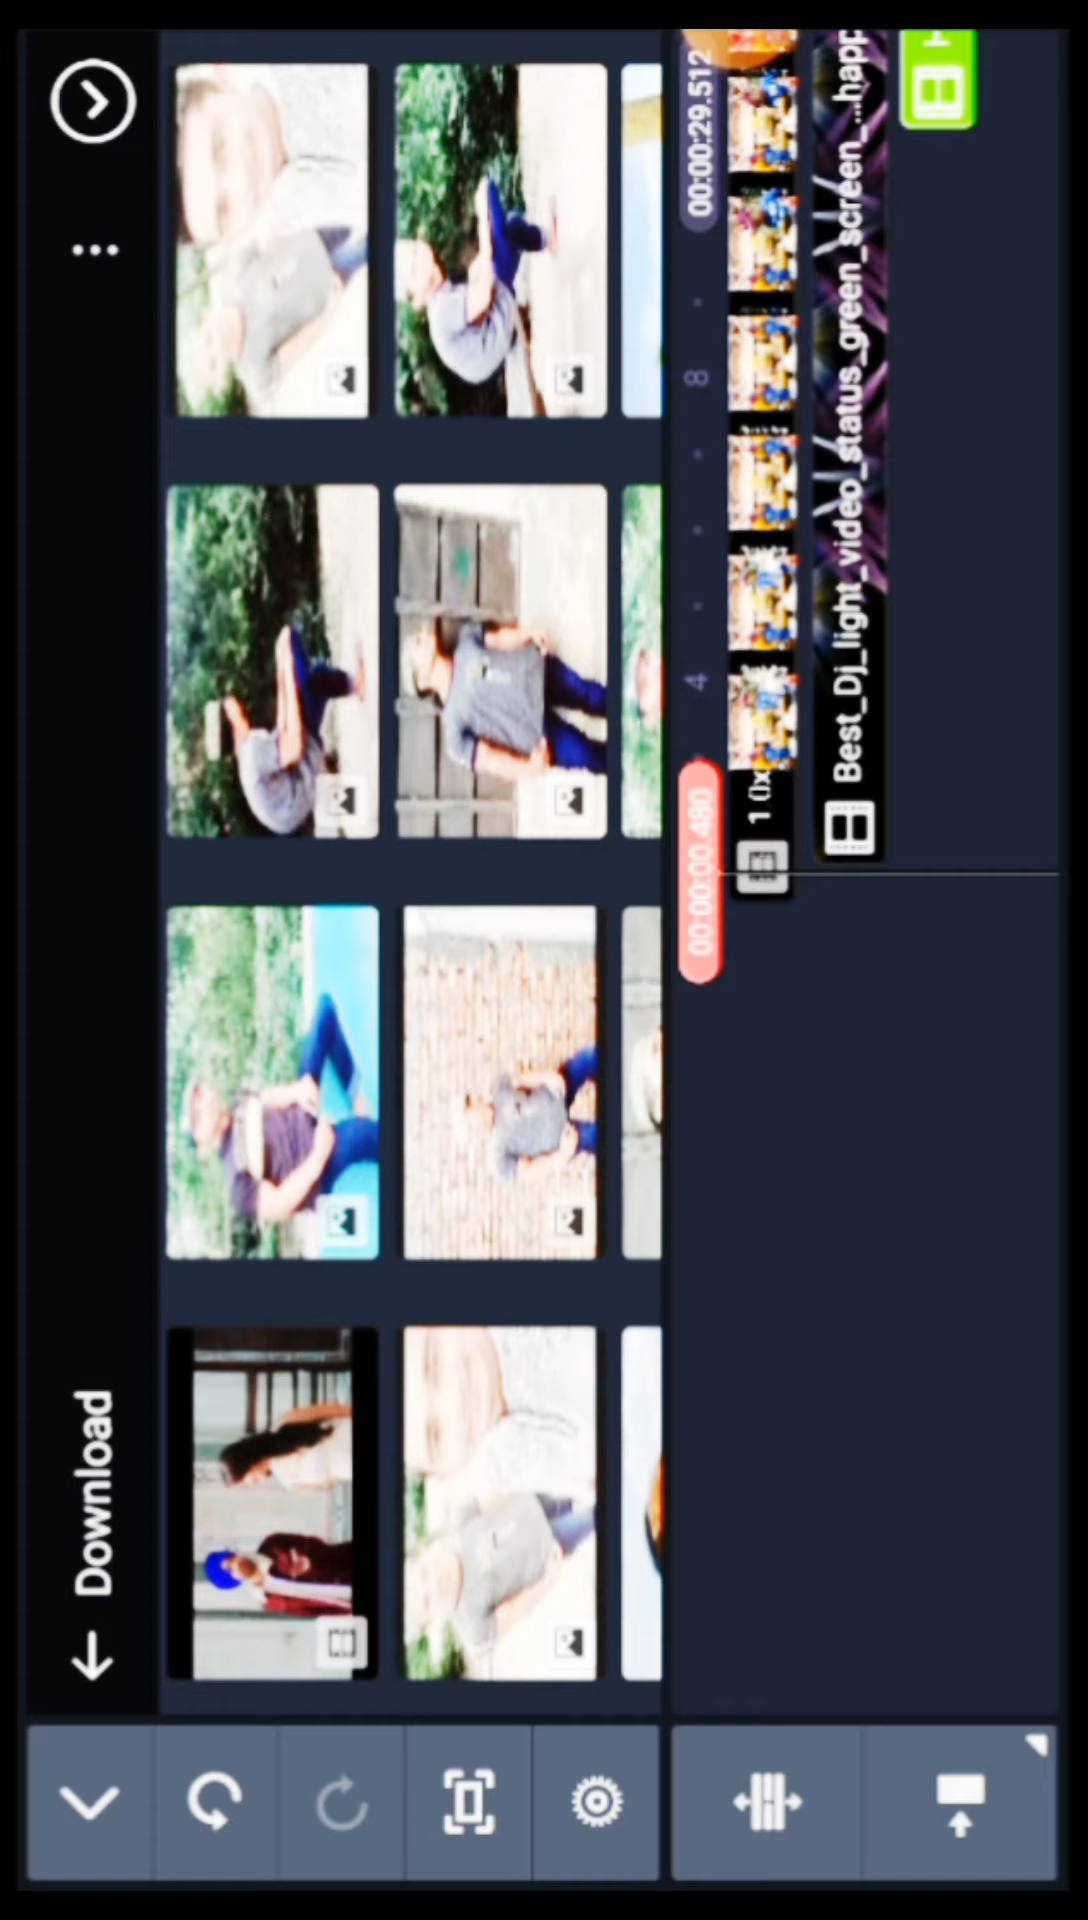 Download
00:00:00.480
4
8
00:00:29.512
1.0x
Best_Dj_light_video_status_green_screen_...happ